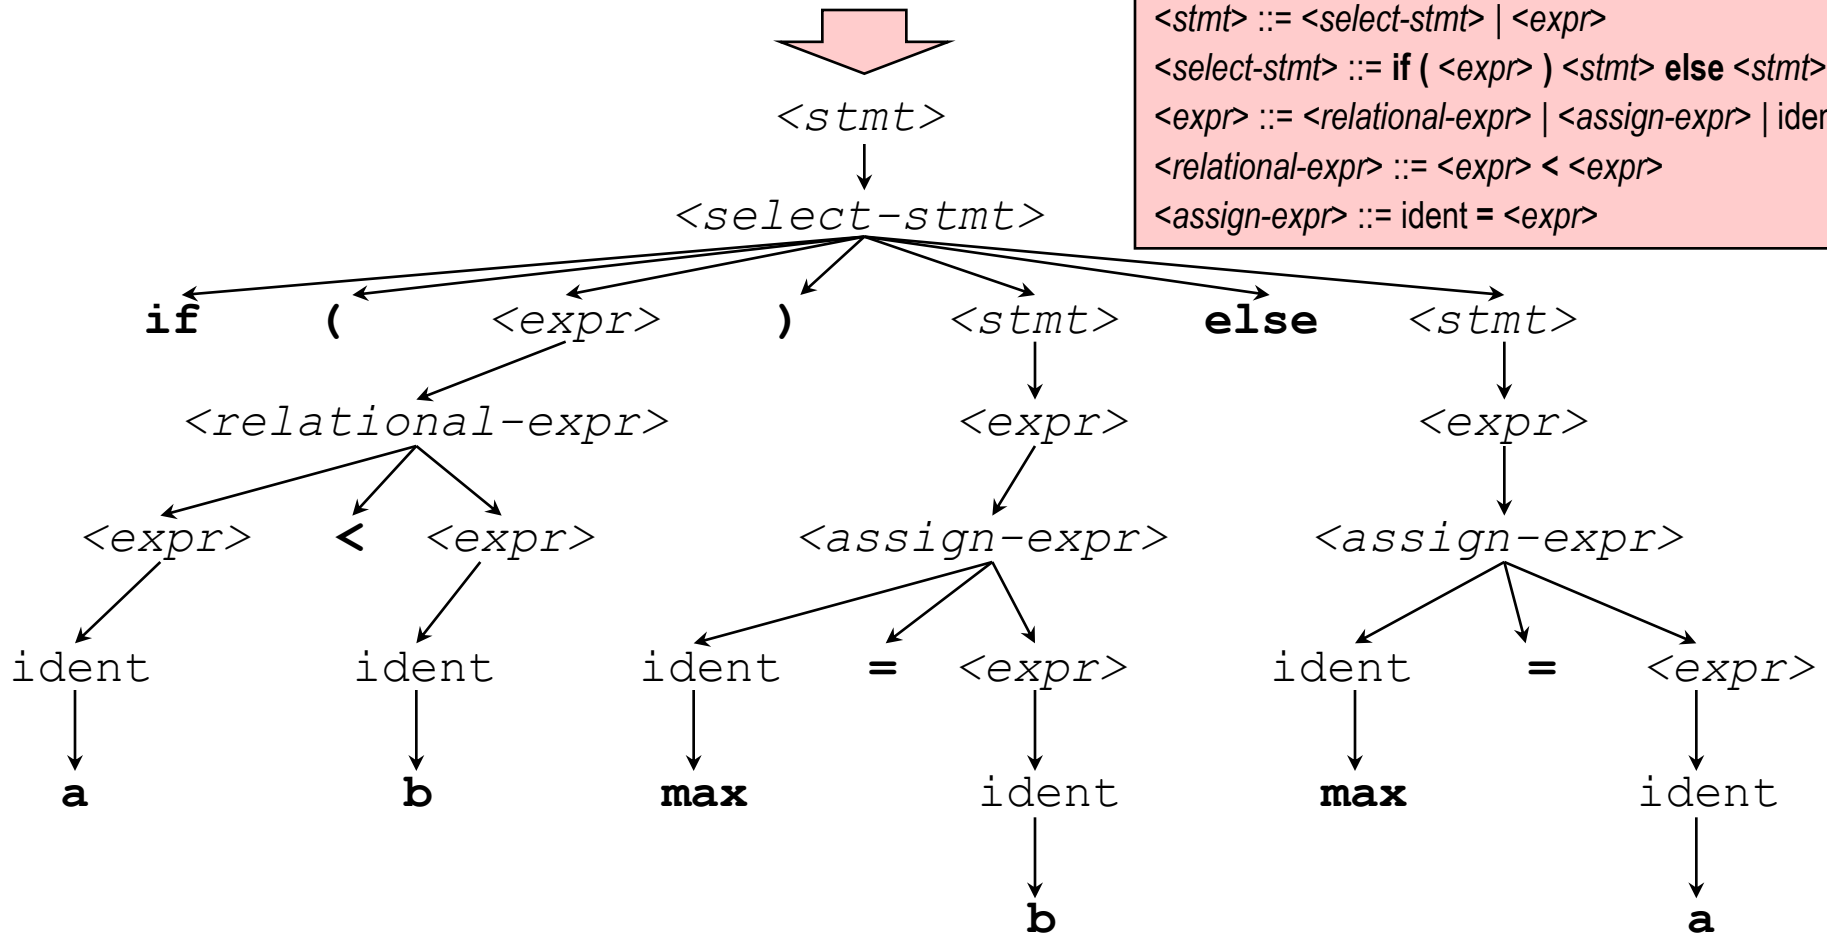 <stmt> ::= <select-stmt> | <expr>
<select-stmt> ::= if ( <expr> ) <stmt> else <stmt>
<expr> ::= <relational-expr> | <assign-expr> |
<relational-expr> ::= <expr> < <expr>
<assign-expr> ::= ident = <expr>
<stmt>
<select-stmt>
if ( <expr> ) <stmt> else <stmt>
<relational-expr> <expr> <expr>
<expr> < <expr> <assign-expr> <assign-expr>
ident ident ident = <expr> ident = <expr>
a b max ident max ident
b a